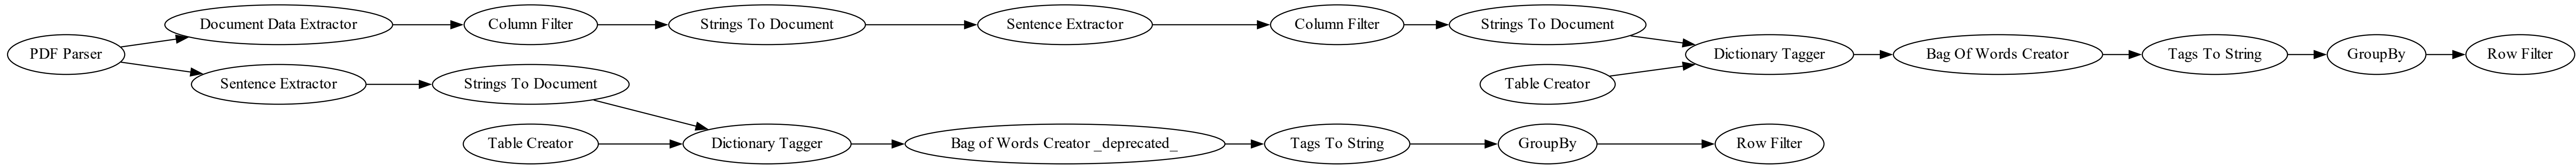 PDF Parser
Document Data Extractor
Column Filter
Strings To Document
Sentence Extractor
Column Filter
Strings To Document
Dictionary Tagger
Bag Of Words Creator
Tags To String
GroupBy
Row Filter
Table Creator
Sentence Extractor
Strings To Document
Table Creator
Dictionary Tagger
Bag of Words Creator _deprecated_
Tags To String
GroupBy
Row Filter